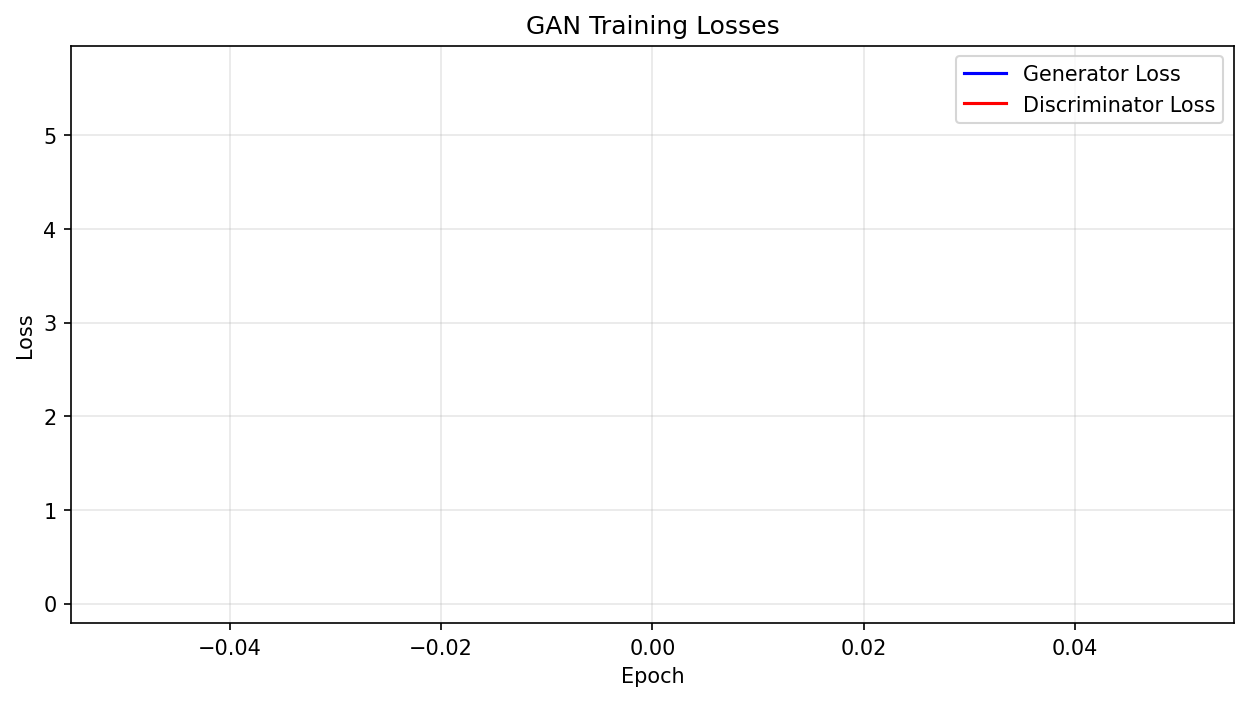 GAN Training Losses
Generator Loss
Discriminator Loss
5
4
3
2
1
0
Loss
−0.04
−0.02
0.00
0.02
0.04
Epoch